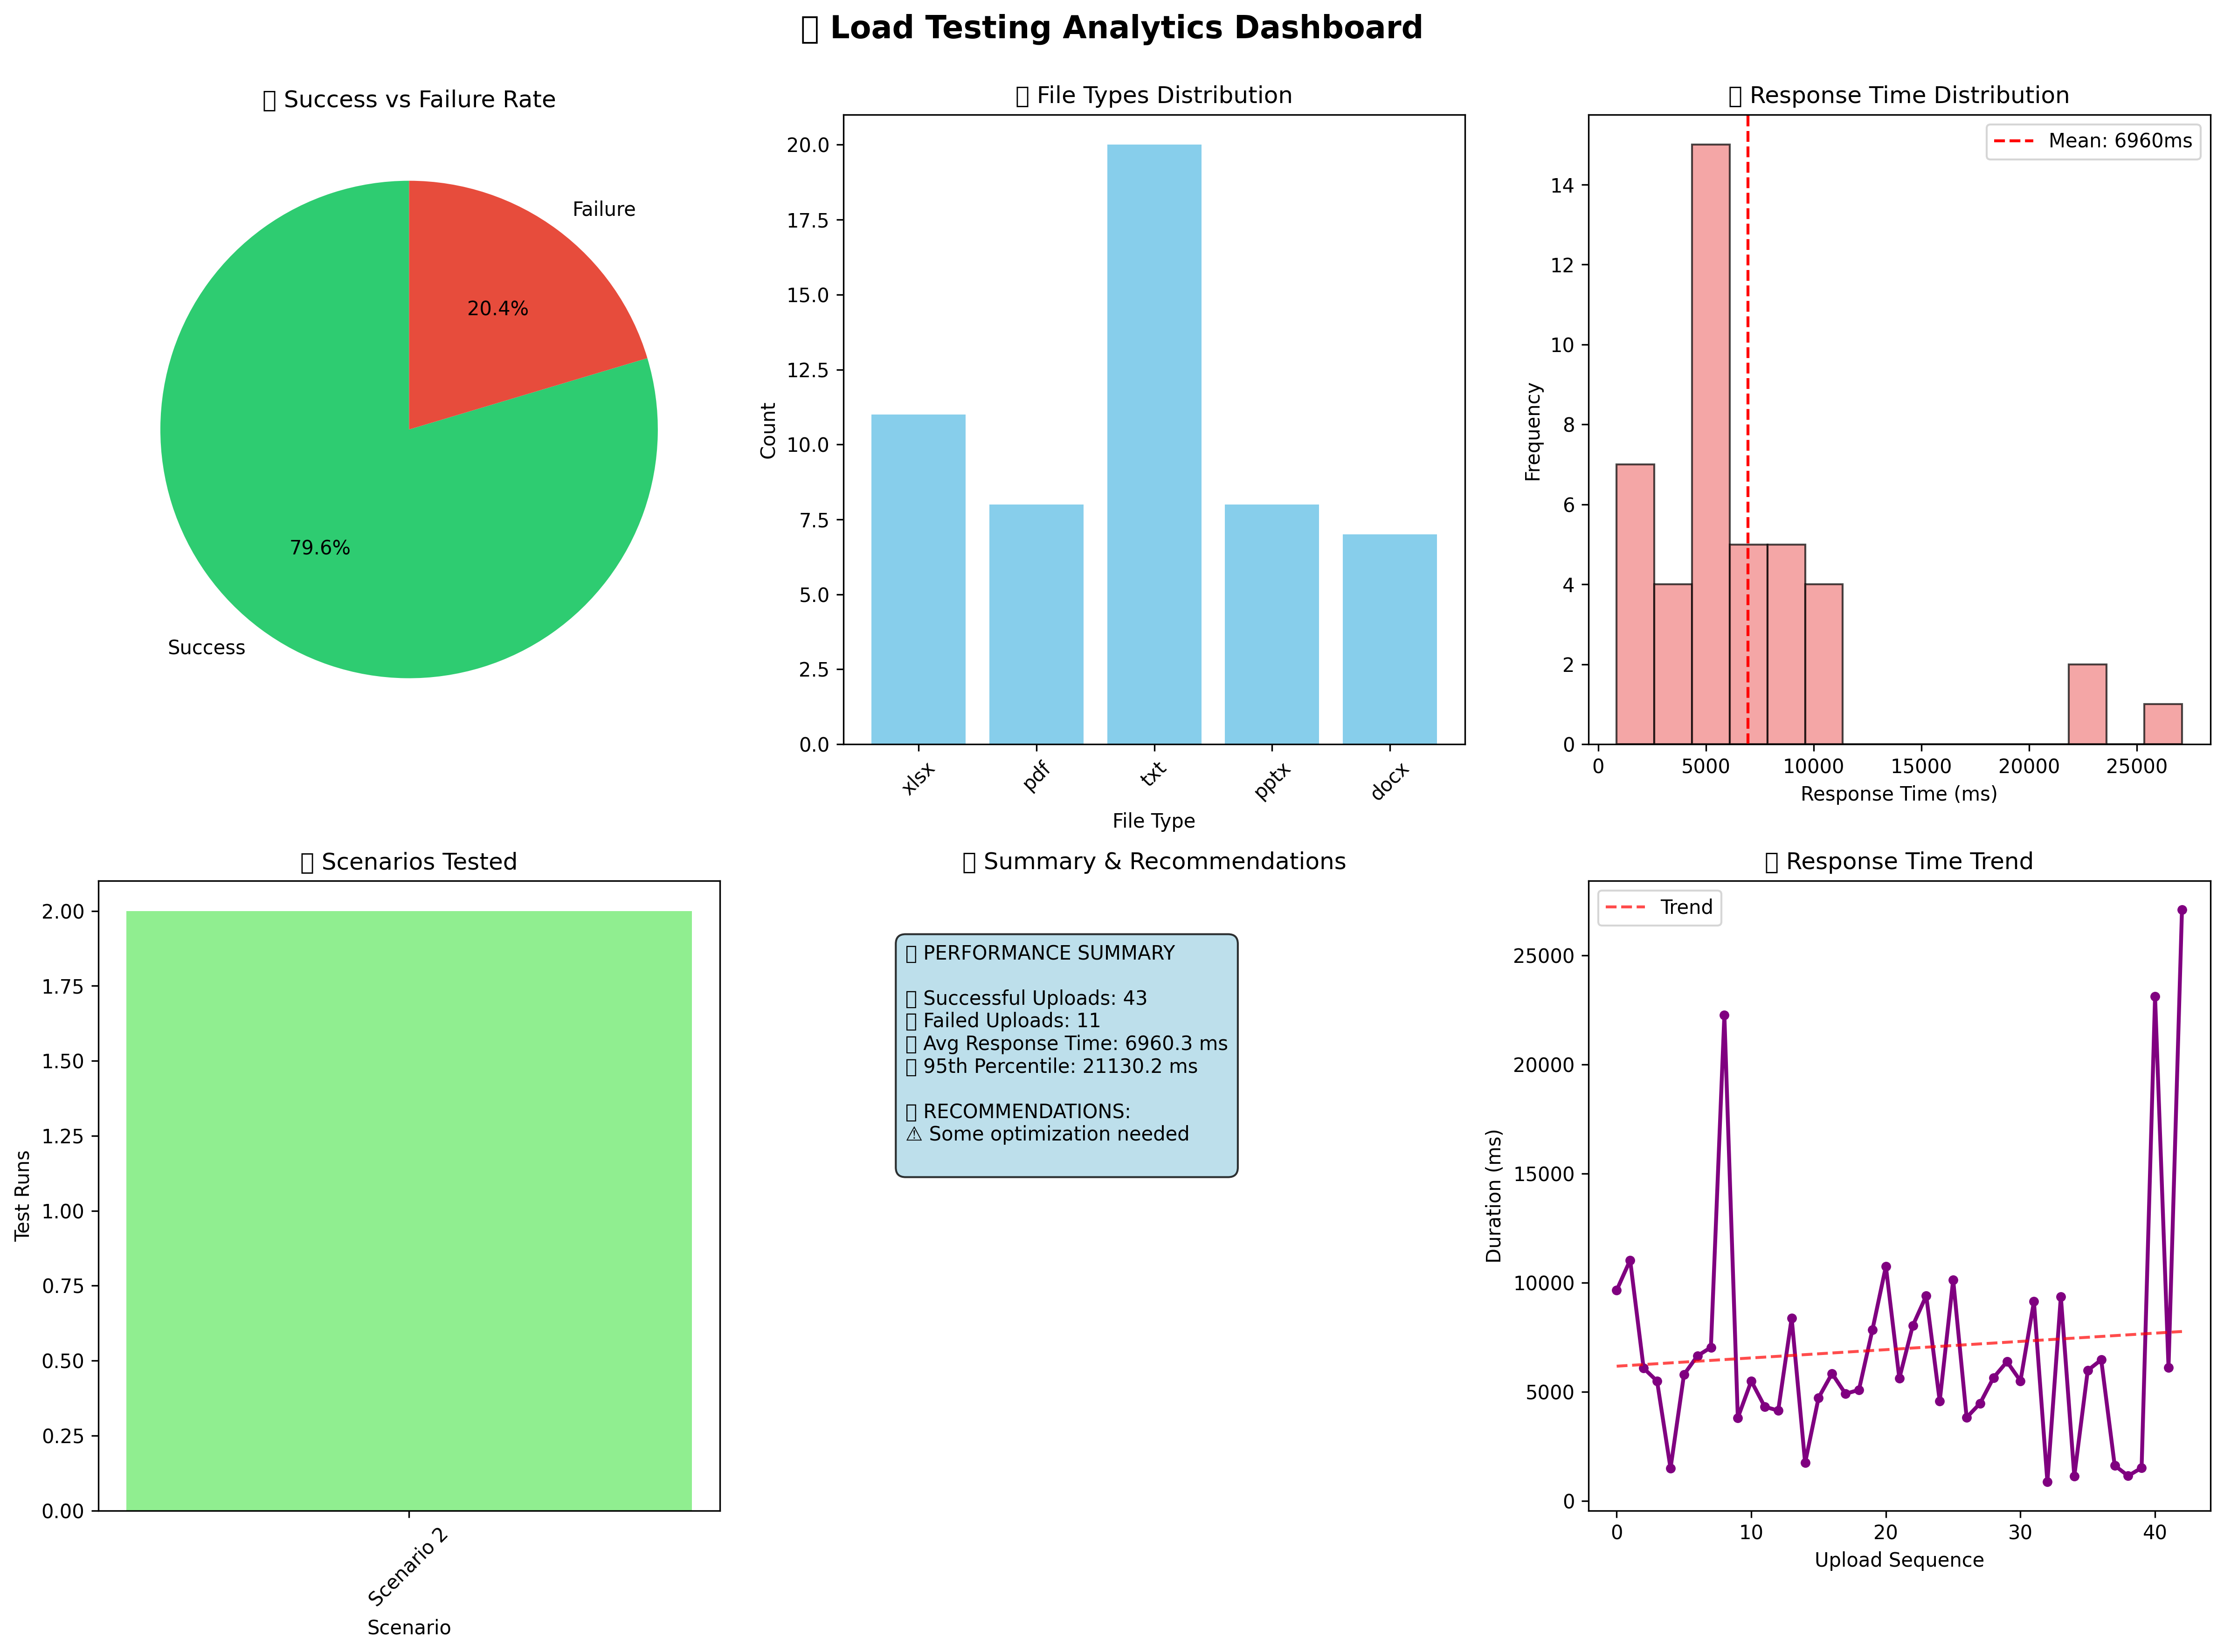 Load Testing Analytics Dashboard
Success vs Failure Rate
Failure
20.4%
79.6%
Success
File Types Distribution
Count
20.0
17.5
15.0
12.5
10.0
7.5
5.0
2.5
0.0
xlsx
pdf
txt
pptx
docx
File Type
Response Time Distribution
Mean: 6960ms
Frequency
14
12
10
8
6
4
2
0
0
5000
10000
15000
20000
25000
Response Time (ms)
Scenarios Tested
Test Runs
2.00
1.75
1.50
1.25
1.00
0.75
0.50
0.25
0.00
Scenario 2
Scenario
Summary & Recommendations
PERFORMANCE SUMMARY
Successful Uploads: 43
Failed Uploads: 11
Avg Response Time: 6960.3 ms
95th Percentile: 21130.2 ms
RECOMMENDATIONS:
⚠ Some optimization needed
Response Time Trend
Trend
Duration (ms)
25000
20000
15000
10000
5000
0
0
10
20
30
40
Upload Sequence